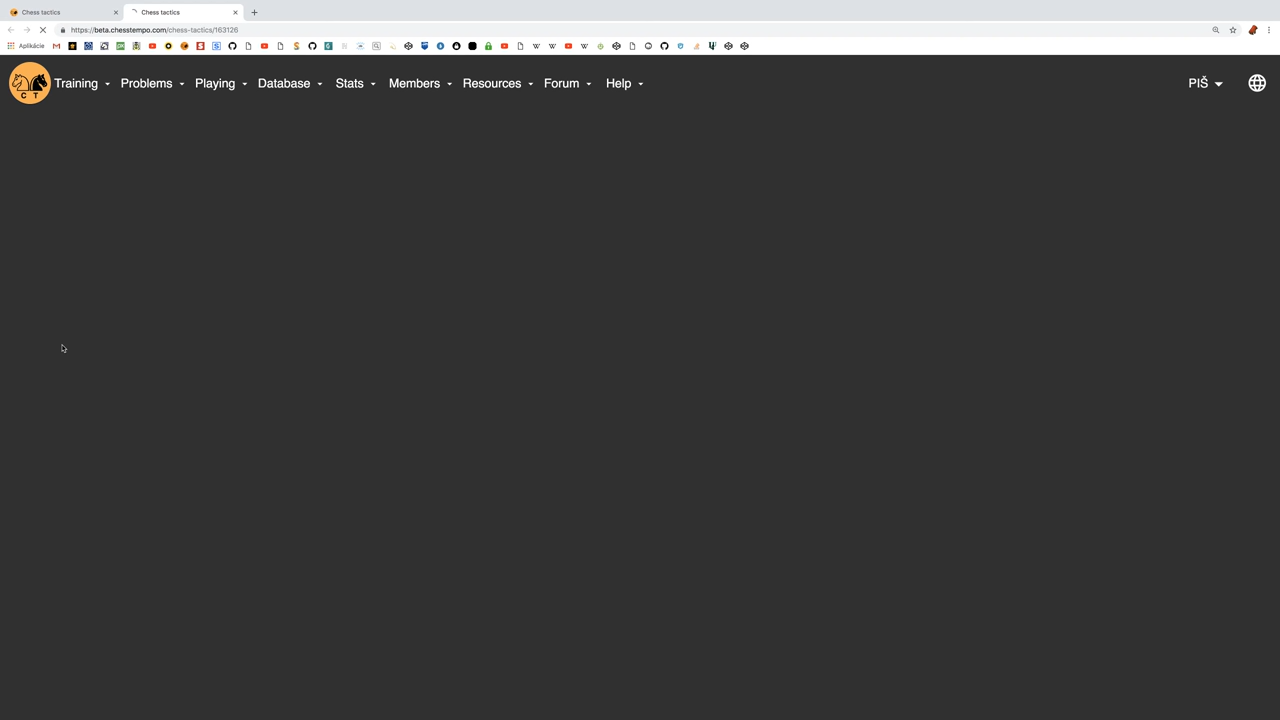 Chess tactics Chess tactics
https://beta.chesstempo.com/chess-tactics/163126
Aplikácie
C T Training Problems Playing Database Stats Members Resources Forum Help PIŠ